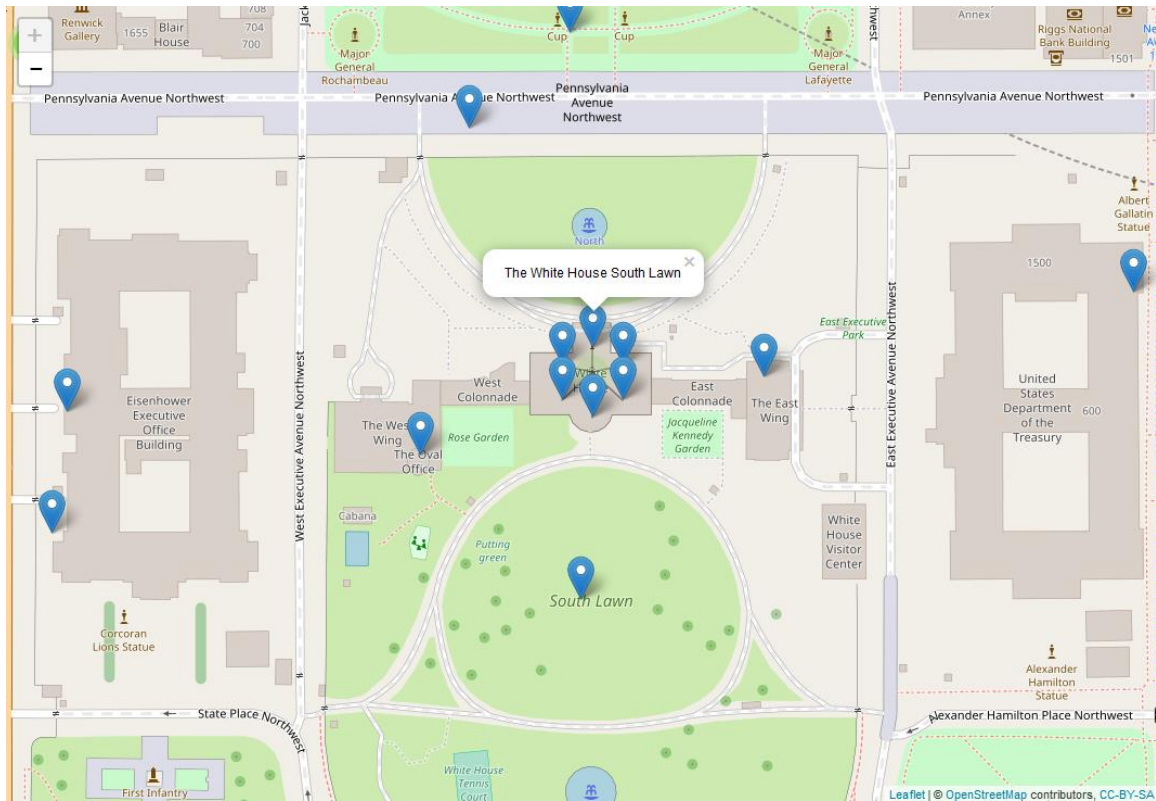 708
704
700
Renwick
Gallery
1655
Blair
House
Major
General
Rochambeau
Cup
Cup
Major
General
Lafayette
Annex
Riggs National
Bank Building
1501
+
−
Pennsylvania Avenue Northwest
Pennsylvania Avenue Northwest
Pennsylvania
Avenue
Northwest
Pennsylvania Avenue Northwest
Albert
Gallatin
Statue
North
The White House South Lawn
×
1500
East Executive
Park
West Executive Avenue Northwest
East Executive Avenue Northwest
Eisenhower
Executive
Office
Building
West
Colonnade
White
East
Colonnade
The East
Wing
The West
Wing
The Oval
Office
Rose Garden
Jacqueline
Kennedy
Garden
United
States
Department
of the
Treasury
600
Cabana
Putting
green
White
House
Visitor
Center
South Lawn
Corcoran
Lions Statue
Alexander
Hamilton
Statue
State Place Northwest
Alexander Hamilton Place Northwest
First Infantry
White House
Tennis
Court
Leaflet | © OpenStreetMap contributors, CC-BY-SA